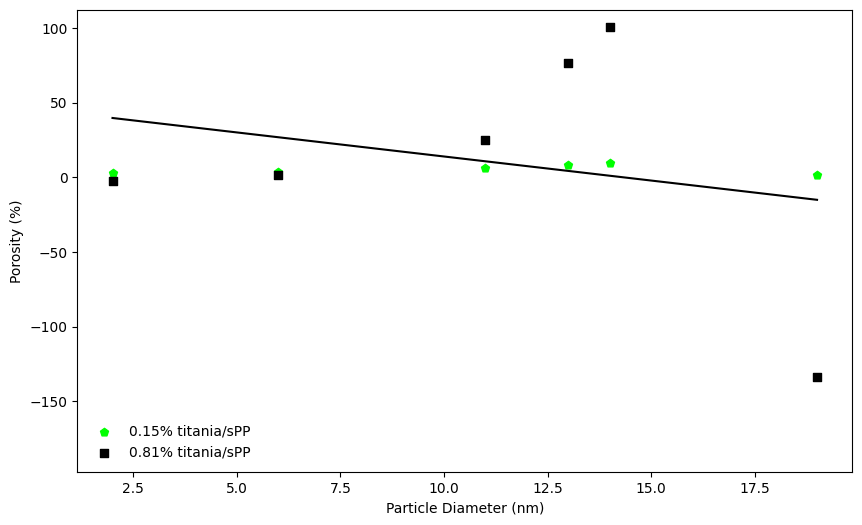 100
50
0
−50
−100
−150
Porosity (%)
0.15% titania/sPP
0.81% titania/sPP
2.5 5.0 7.5 10.0 12.5 15.0 17.5
Particle Diameter (nm)